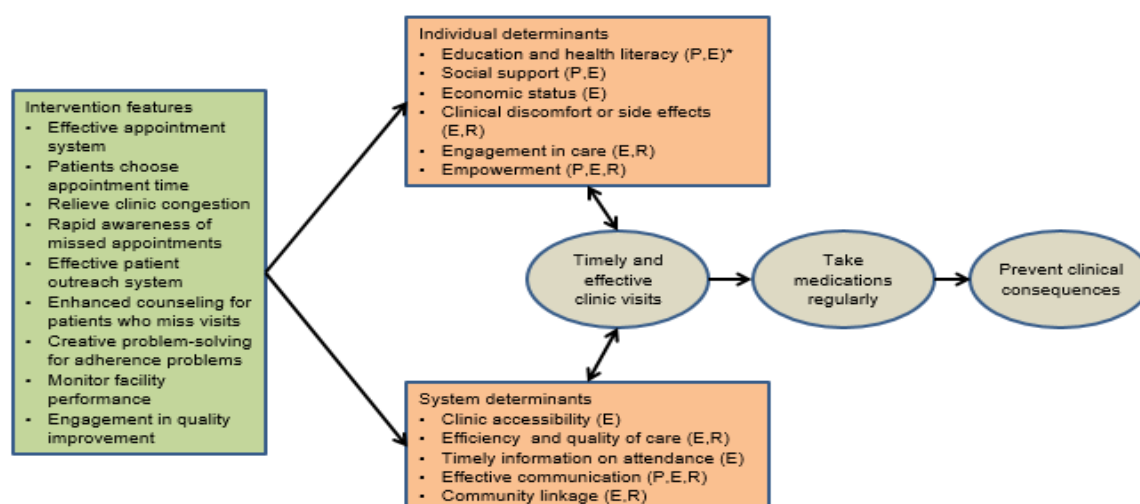 Intervention features
- Effective appointment
system
- Patients choose
appointment time
- Relieve clinic congestion
- Rapid awareness of
missed appointments
- Effective patient
outreach system
- Enhanced counseling for
patients who miss visits
- Creative problem-solving
for adherence problems
- Monitor facility
performance
- Engagement in quality
improvement
Individual determinants
- Education and health literacy (P,E)*
- Social support (P,E)
- Economic status (E)
- Clinical discomfort or side effects
(E,R)
- Engagement in care (E,R)
- Empowerment (P,E,R)
Timely and
effective
clinic visits
Take
medications
regularly
Prevent clinical
consequences
System determinants
- Clinic accessibility (E)
- Efficiency and quality of care (E,R)
- Timely information on attendance (E)
- Effective communication (P,E,R)
- Community linkage (E,R)